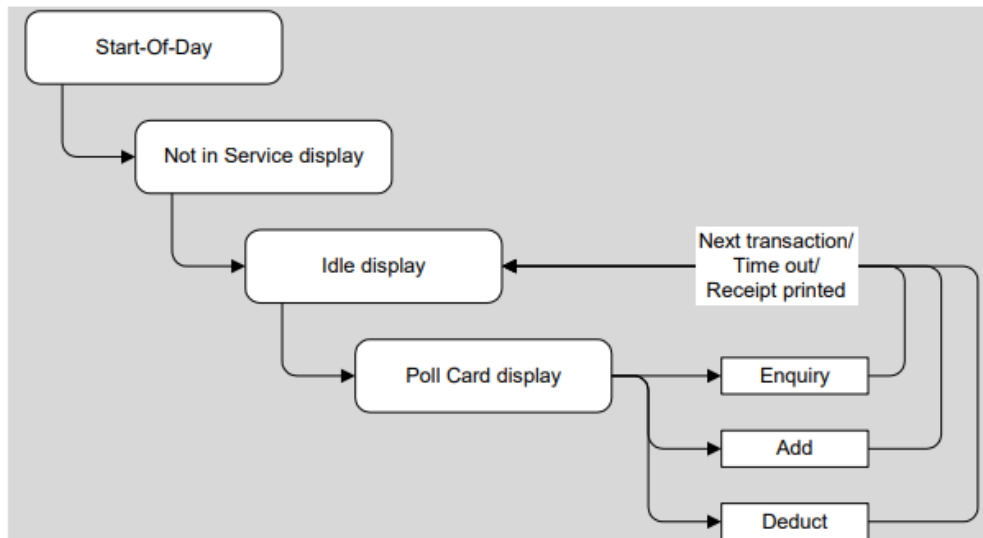 Start-Of-Day
Not in Service display
Idle display
Next transaction/
Time out/
Receipt printed
Poll Card display
Enquiry
Add
Deduct